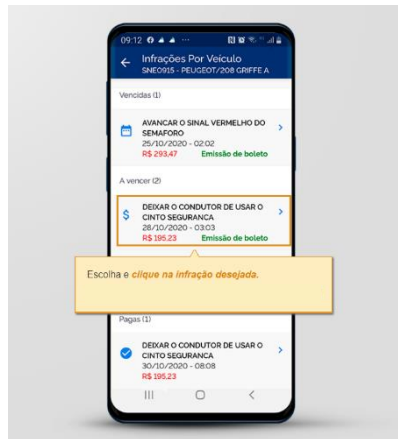 09:12
Infrações Por Veículo
SNE0915 - PEUGEOT/208 GRIFFE A
Vencidas (1)
AVANCAR O SINAL VERMELHO DO
SEMAFORO
25/10/2020 - 02:02
R$ 293,47 Emissão de boleto
A vencer (2)
DEIXAR O CONDUTOR DE USAR O
CINTO SEGURANCA
28/10/2020 - 03:03
R$ 195,23 Emissão de boleto
Escolha e clique na infração desejada.
Pagas (1)
DEIXAR O CONDUTOR DE USAR O
CINTO SEGURANCA
30/10/2020 - 08:08
R$ 195,23